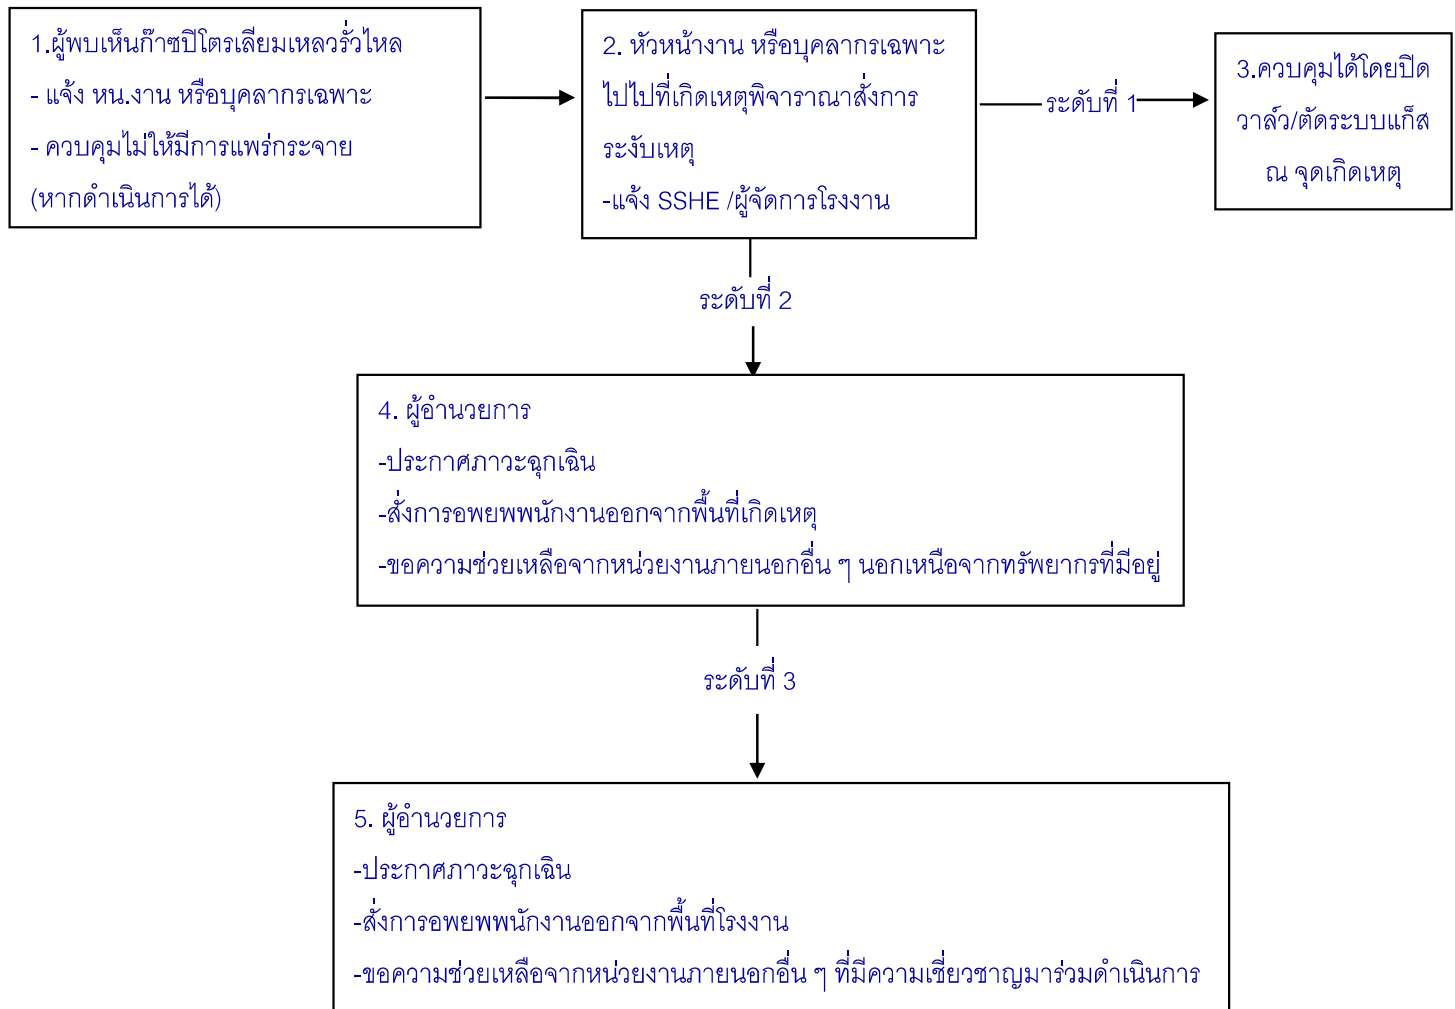 1.ผู้พบเห็นก๊าซปิโตรเลียมเหลวรั่วไหล
- แจ้ง หน.งาน หรือบุคลากรเฉพาะ
- ควบคุมไม่ให้มีการแพร่กระจาย
(หากดำเนินการได้)
2. หัวหน้างาน หรือบุคลากรเฉพาะ
ไปไปที่เกิดเหตุพิจาราณาสั่งการ
ระงับเหตุ
-แจ้ง SSHE /ผู้จัดการโรงงาน
ระดับที่ 1
3.ควบคุมได้โดยปิด
วาล์ว/ตัดระบบแก็ส
ณ จุดเกิดเหตุ
ระดับที่ 2
4. ผู้อำนวยการ
-ประกาศภาวะฉุกเฉิน
-สั่งการอพยพพนักงานออกจากพื้นที่เกิดเหตุ
-ขอความช่วยเหลือจากหน่วยงานภายนอกอื่น ๆ นอกเหนือจากทรัพยากรที่มีอยู่
ระดับที่ 3
5. ผู้อำนวยการ
-ประกาศภาวะฉุกเฉิน
-สั่งการอพยพพนักงานออกจากพื้นที่โรงงาน
-ขอความช่วยเหลือจากหน่วยงานภายนอกอื่น ๆ ที่มีความเชี่ยวชาญมาร่วมดำเนินการ